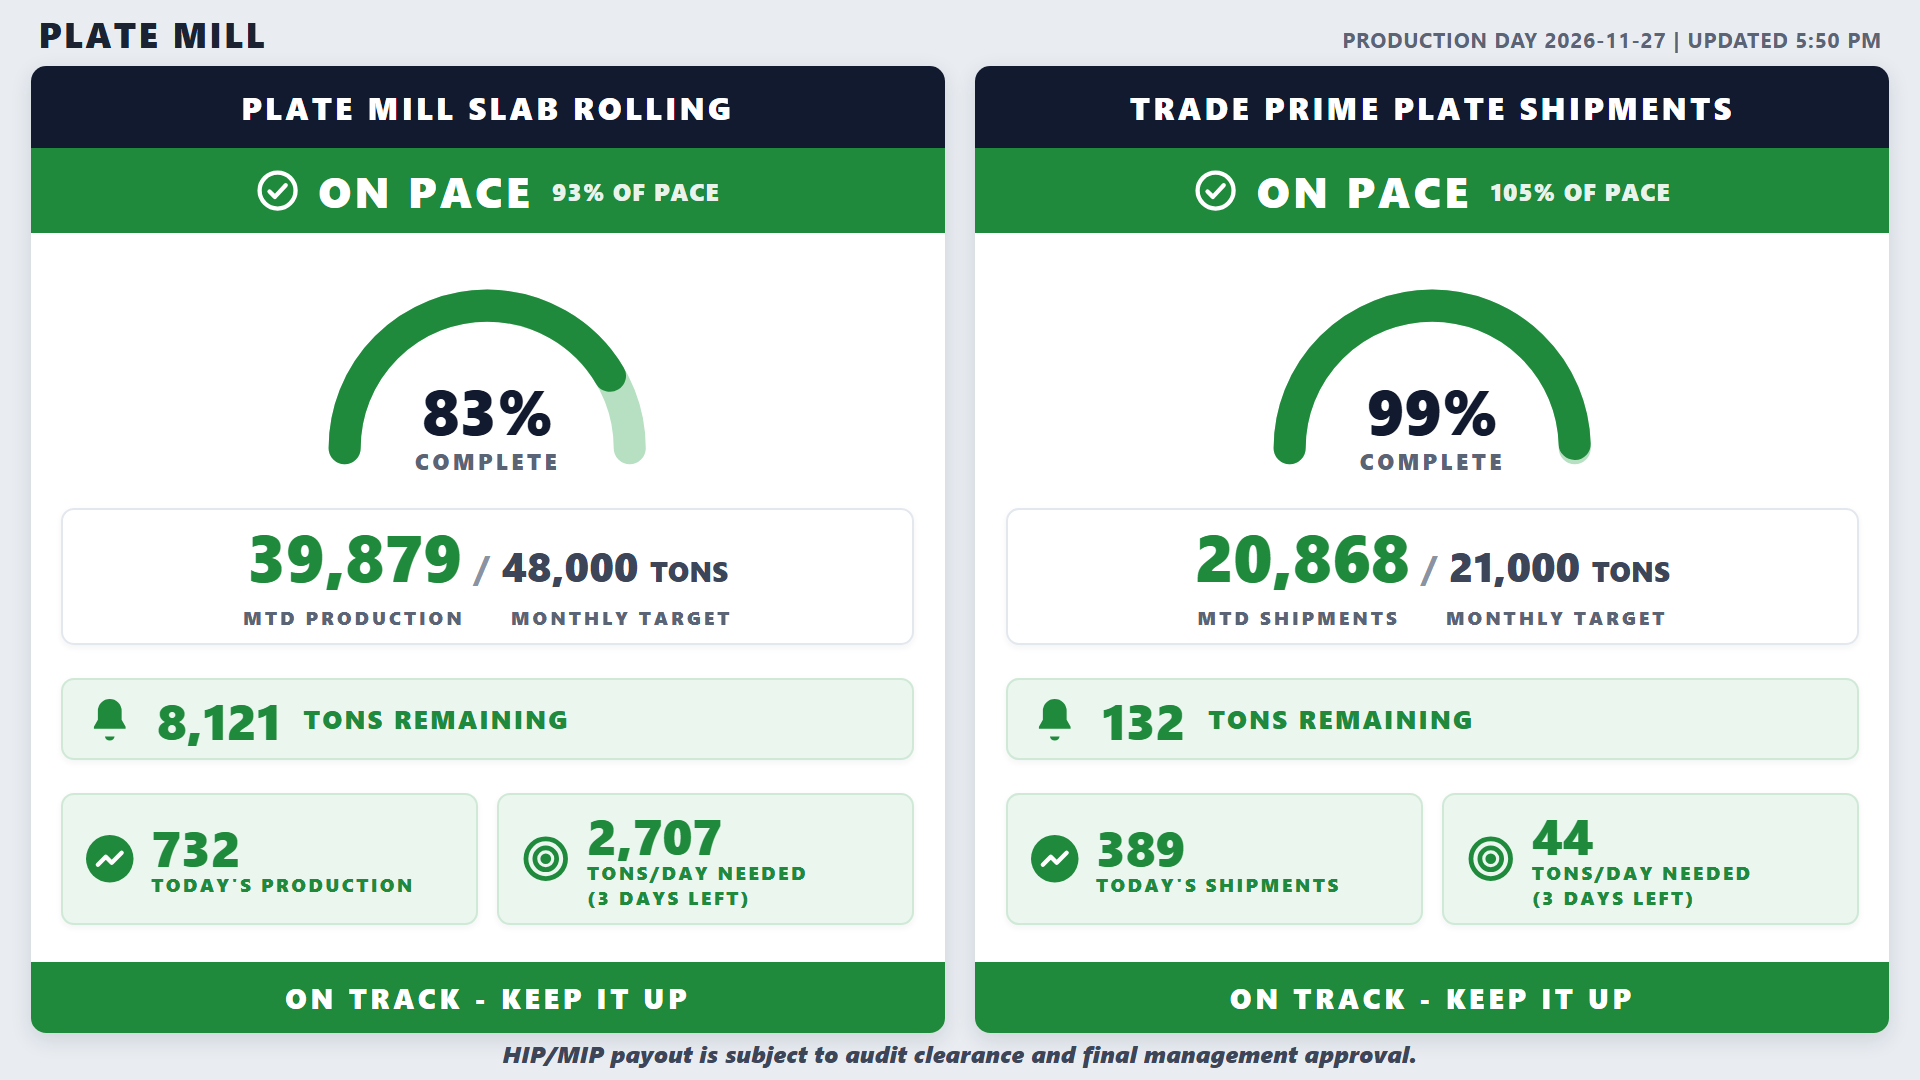 PLATE MILL
PRODUCTION DAY 2026-11-27 | UPDATED 5:50 PM
PLATE MILL SLAB ROLLING
ON PACE 93% OF PACE
83%
COMPLETE
39,879 / 48,000 TONS
MTD PRODUCTION MONTHLY TARGET
8,121 TONS REMAINING
732
TODAY'S PRODUCTION
2,707
TONS/DAY NEEDED
(3 DAYS LEFT)
ON TRACK - KEEP IT UP
TRADE PRIME PLATE SHIPMENTS
ON PACE 105% OF PACE
99%
COMPLETE
20,868 / 21,000 TONS
MTD SHIPMENTS MONTHLY TARGET
132 TONS REMAINING
389
TODAY'S SHIPMENTS
44
TONS/DAY NEEDED
(3 DAYS LEFT)
ON TRACK - KEEP IT UP
HIP/MIP payout is subject to audit clearance and final management approval.